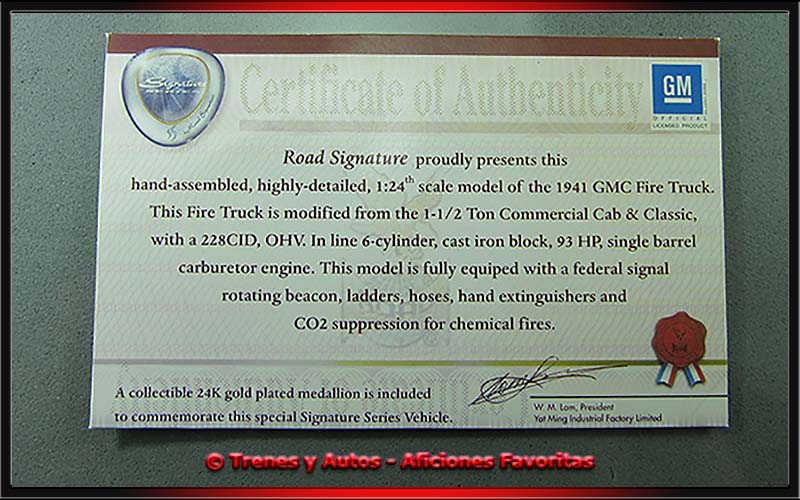 Signature
Certificate of Authenticity
GM
OFFICIAL
LICENSED PRODUCT
Road Signature proudly presents this
hand-assembled, highly-detailed, 1:24th scale model of the 1941 GMC Fire Truck.
This Fire Truck is modified from the 1-1/2 Ton Commercial Cab & Classic,
with a 228CID, OHV. In line 6-cylinder, cast iron block, 93 HP, single barrel
carburetor engine. This model is fully equiped with a federal signal
rotating beacon, ladders, hoses, hand extinguishers and
CO2 suppression for chemical fires.
A collectible 24K gold plated medallion is included
to commemorate this special Signature Series Vehicle.
W. M. Lam, President
Yat Ming Industrial Factory Limited
© Trenes y Autos - Aficiones Favoritas